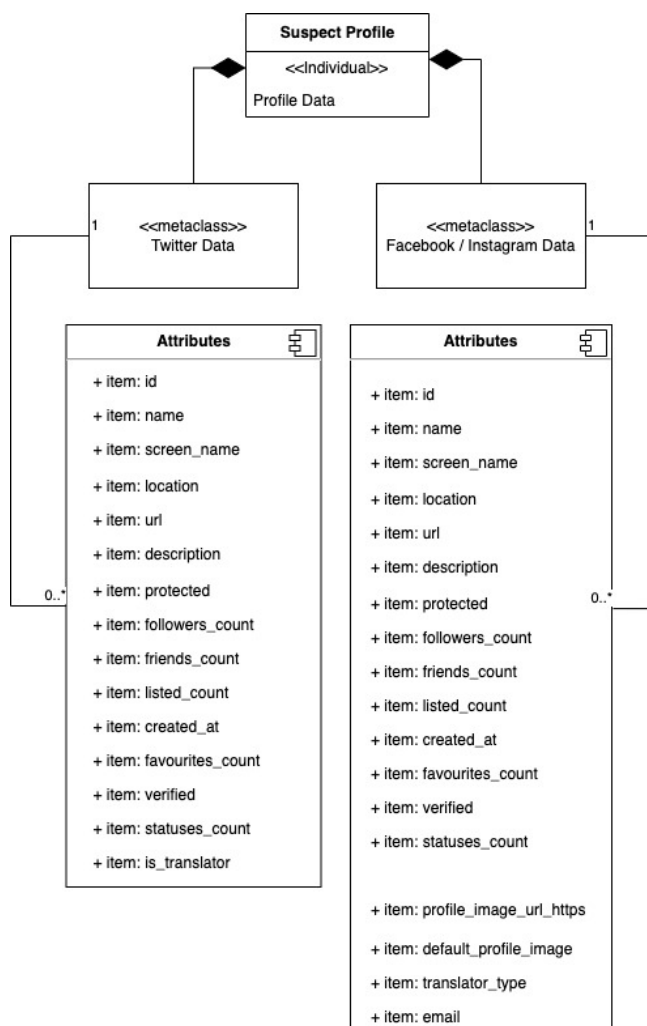 Suspect Profile
<<Individual>>
Profile Data
1
<<metaclass>>
Twitter Data
<<metaclass>>
Facebook / Instagram Data
1
Attributes
+ item: id
+ item: name
+ item: screen_name
+ item: location
+ item: url
+ item: description
+ item: protected
+ item: followers_count
+ item: friends_count
+ item: listed_count
+ item: created_at
+ item: favourites_count
+ item: verified
+ item: statuses_count
+ item: is_translator
0..*
Attributes
+ item: id
+ item: name
+ item: screen_name
+ item: location
+ item: url
+ item: description
+ item: protected
+ item: followers_count
+ item: friends_count
+ item: listed_count
+ item: created_at
+ item: favourites_count
+ item: verified
+ item: statuses_count
+ item: profile_image_url_https
+ item: default_profile_image
+ item: translator_type
+ item: email
0..*